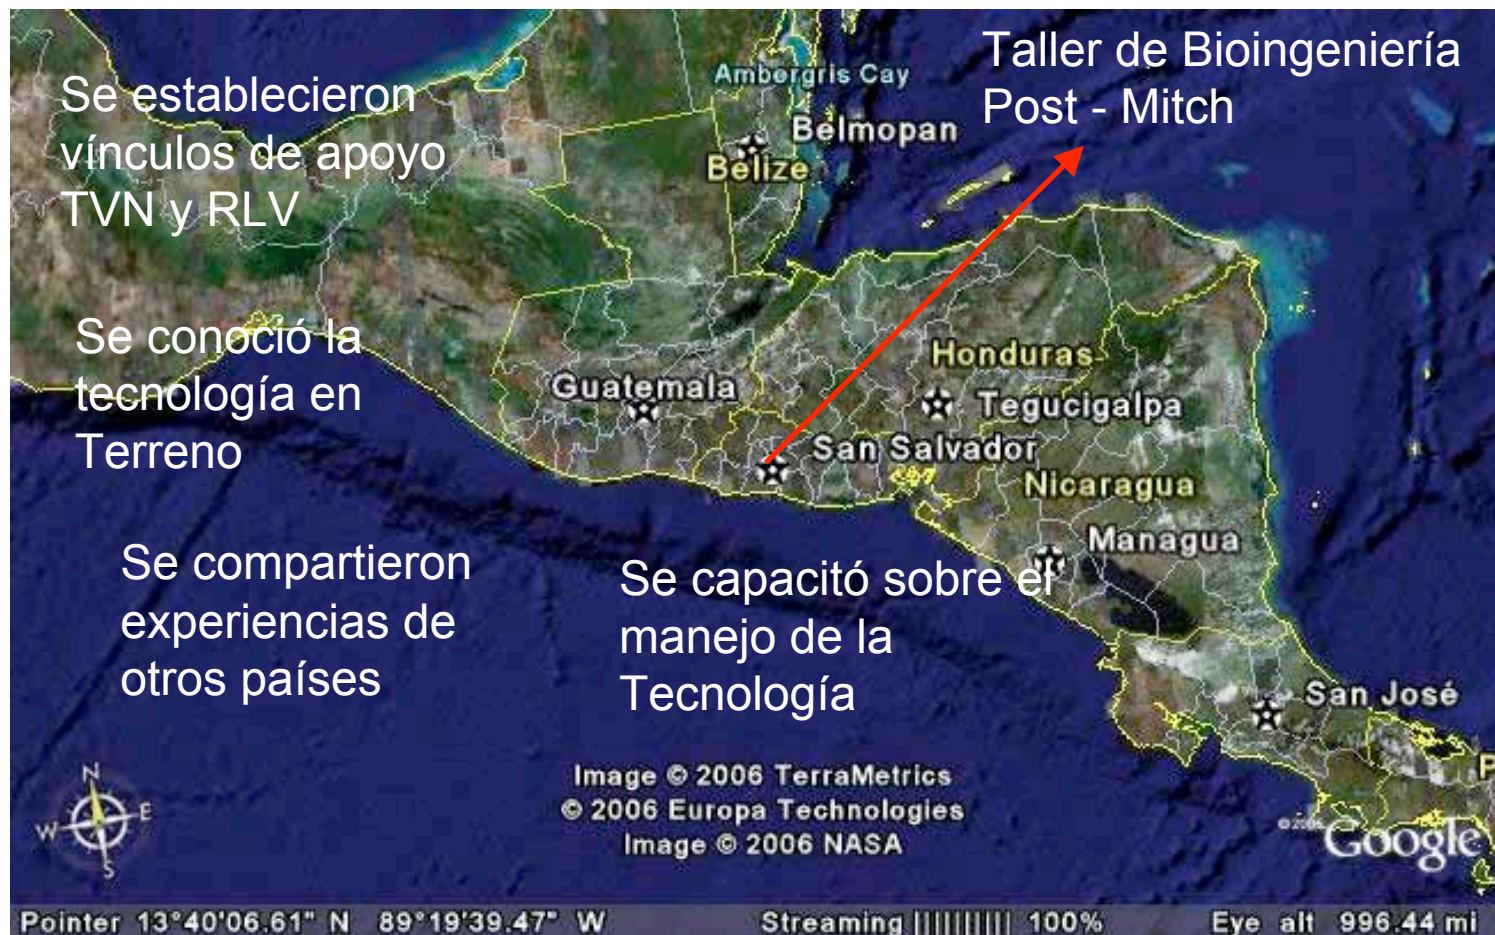 Se establecieron
vínculos de apoyo
TVN y RLV
Taller de Bioingeniería
Post - Mitch
Ambergris Cay
Belmopan
Belize
Se conoció la
tecnología en
Terreno
Honduras
Guatemala
Tegucigalpa
San Salvador
Nicaragua
Managua
Se compartieron
experiencias de
otros países
Se capacitó sobre el
manejo de la
Tecnología
San José
P
N
W E
S
Image © 2006 TerraMetrics
© 2006 Europa Technologies
Image © 2006 NASA
Google
Pointer 13°40'06.61" N 89°19'39.47" W Streaming |||||||||| 100% Eye alt 996.44 mi